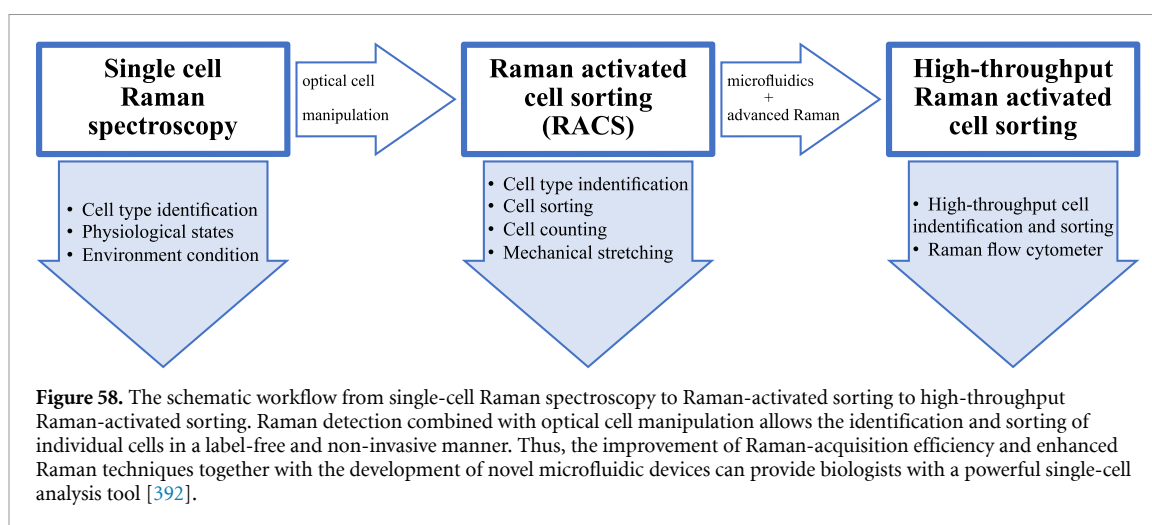 Single cell
Raman
spectroscopy
optical cell
manipulation
Raman activated
cell sorting
(RACS)
microfluidics
+
advanced Raman
High-throughput
Raman activated
cell sorting
• Cell type identification
• Physiological states
• Environment condition
• Cell type indentification
• Cell sorting
• Cell counting
• Mechanical stretching
• High-throughput cell
indentification and sorting
• Raman flow cytometer
Figure 58. The schematic workflow from single-cell Raman spectroscopy to Raman-activated sorting to high-throughput
Raman-activated sorting. Raman detection combined with optical cell manipulation allows the identification and sorting of
individual cells in a label-free and non-invasive manner. Thus, the improvement of Raman-acquisition efficiency and enhanced
Raman techniques together with the development of novel microfluidic devices can provide biologists with a powerful single-cell
analysis tool [392].